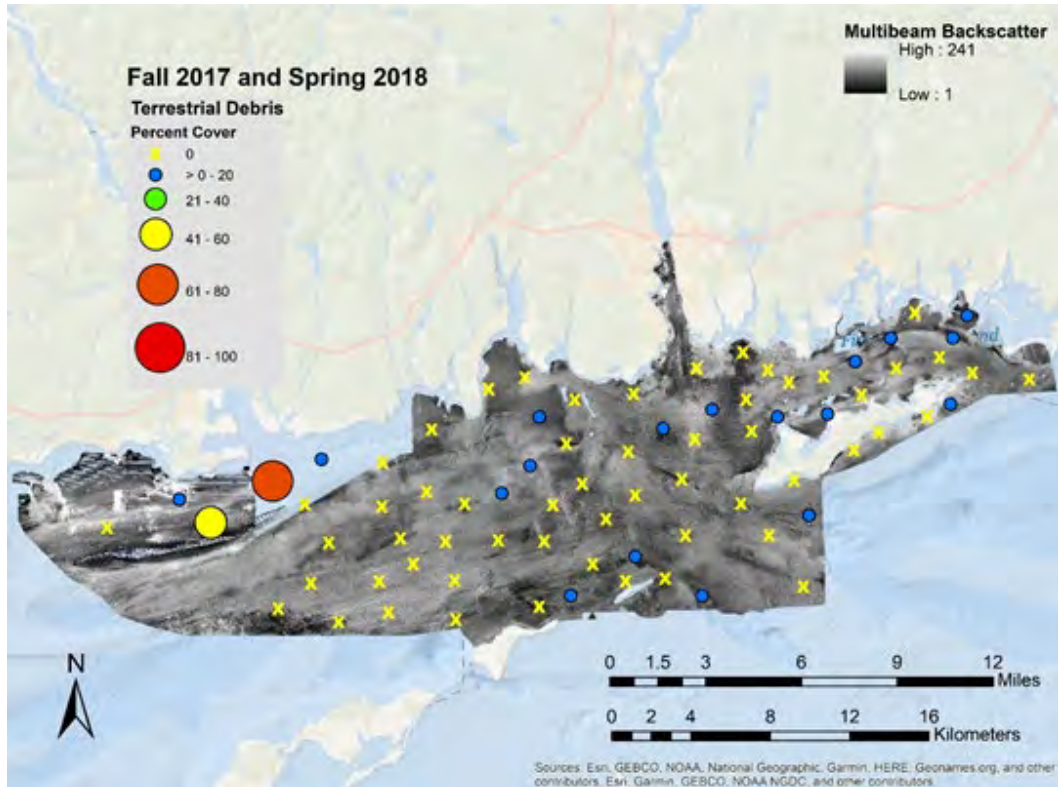 Multibeam Backscatter
High : 241
Low : 1
Fall 2017 and Spring 2018
Terrestrial Debris
Percent Cover
0
> 0 - 20
21 - 40
41 - 60
61 - 80
81 - 100
N
0 1.5 3 6 9 12
Miles
0 2 4 8 12 16
Kilometers
Sources: Esri, GEBCO, NOAA, National Geographic, Garmin, HERE, Geonames.org, and other
contributors, Esri, Garmin, GEBCO, NOAA NGDC, and other contributors